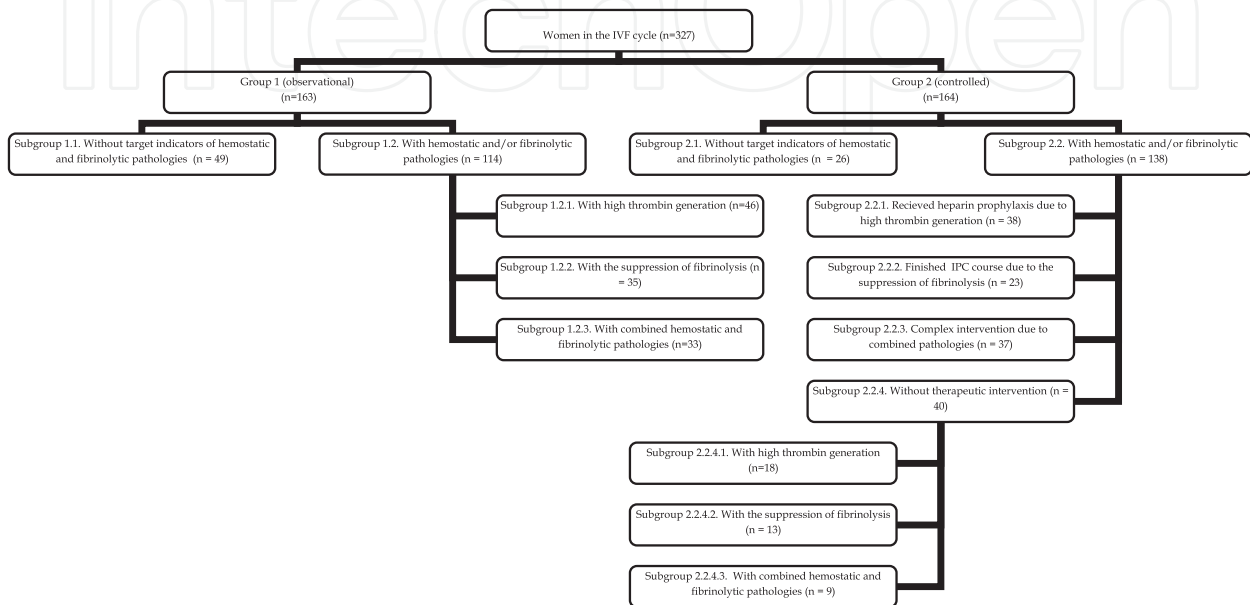 IntechOpen
Women in the IVF cycle (n=327)
Group 1 (observational)
(n=163)
Group 2 (controlled)
(n=164)
Subgroup 1.1. Without target indicators of hemostatic
and fibrinolytic pathologies (n = 49)
Subgroup 1.2. With hemostatic and/or fibrinolytic
pathologies (n = 114)
Subgroup 2.1. Without target indicators of hemostatic
and fibrinolytic pathologies (n = 26)
Subgroup 2.2. With hemostatic and/or fibrinolytic
pathologies (n = 138)
Subgroup 1.2.1. With high thrombin generation (n=46)
Subgroup 1.2.2. With the suppression of fibrinolysis (n
= 35)
Subgroup 1.2.3. With combined hemostatic and
fibrinolytic pathologies (n=33)
Subgroup 2.2.1. Recieved heparin prophylaxis due to
high thrombin generation (n = 38)
Subgroup 2.2.2. Finished IPC course due to the
suppression of fibrinolysis (n = 23)
Subgroup 2.2.3. Complex intervention due to
combined pathologies (n = 37)
Subgroup 2.2.4. Without therapeutic intervention (n =
40)
Subgroup 2.2.4.1. With high thrombin generation
(n=18)
Subgroup 2.2.4.2. With the suppression of fibrinolysis
(n = 13)
Subgroup 2.2.4.3. With combined hemostatic and
fibrinolytic pathologies (n = 9)